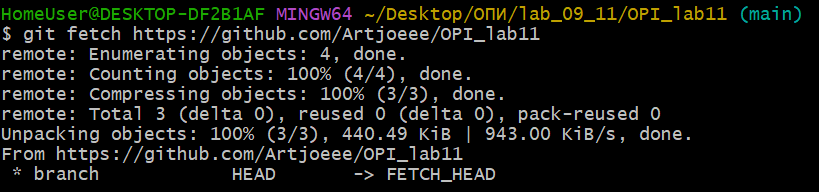 HomeUser@DESKTOP-DF2B1AF MINGW64 ~/Desktop/ОПИ/lab_09_11/OPI_lab11 (main)
$ git fetch https://github.com/Artjoeee/OPI_lab11
remote: Enumerating objects: 4, done.
remote: Counting objects: 100% (4/4), done.
remote: Compressing objects: 100% (3/3), done.
remote: Total 3 (delta 0), reused 0 (delta 0), pack-reused 0
Unpacking objects: 100% (3/3), 440.49 KiB | 943.00 KiB/s, done.
From https://github.com/Artjoeee/OPI_lab11
 * branch            HEAD       -> FETCH_HEAD